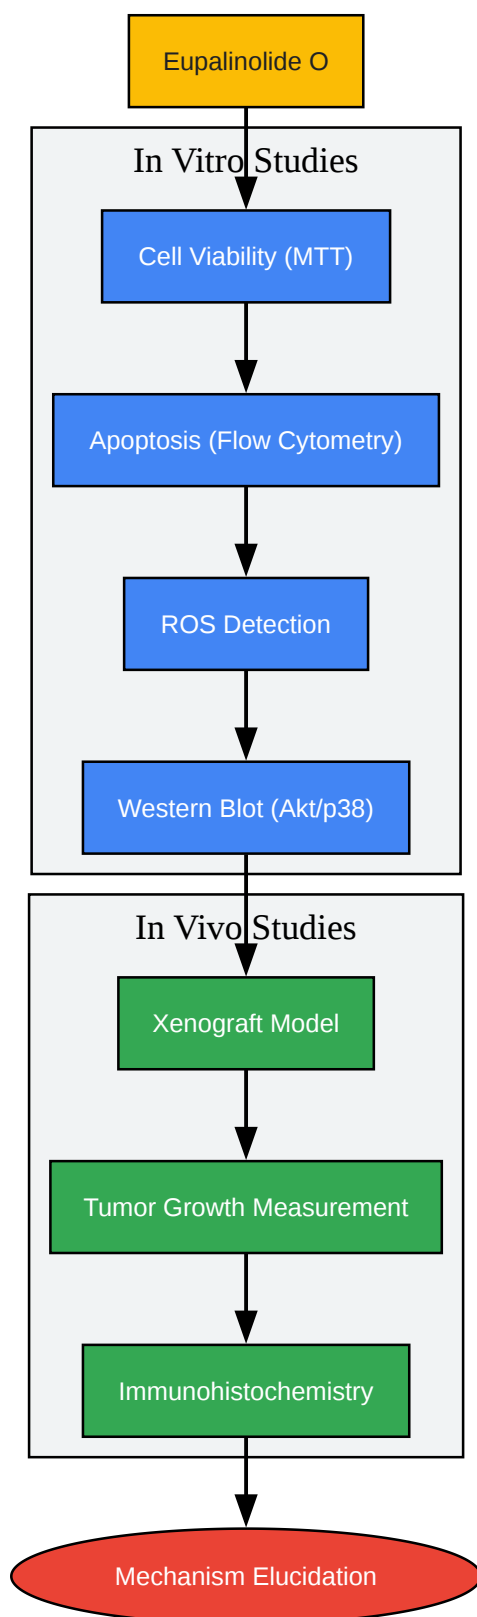 Eupalinolide O
In Vitro Studies
Cell Viability (MTT)
Apoptosis (Flow Cytometry)
ROS Detection
Western Blot (Akt/p38)
In Vivo Studies
Xenograft Model
Tumor Growth Measurement
Immunohistochemistry
Mechanism Elucidation